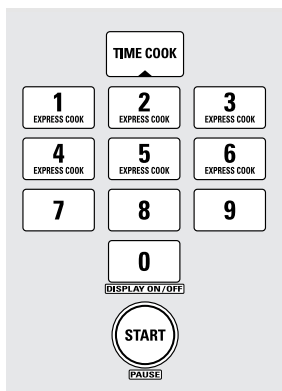 TIME COOK
1 2 3
EXPRESS COOK EXPRESS COOK EXPRESS COOK
4 5 6
EXPRESS COOK EXPRESS COOK EXPRESS COOK
7 8 9
0
DISPLAY ON/OFF
START
PAUSE